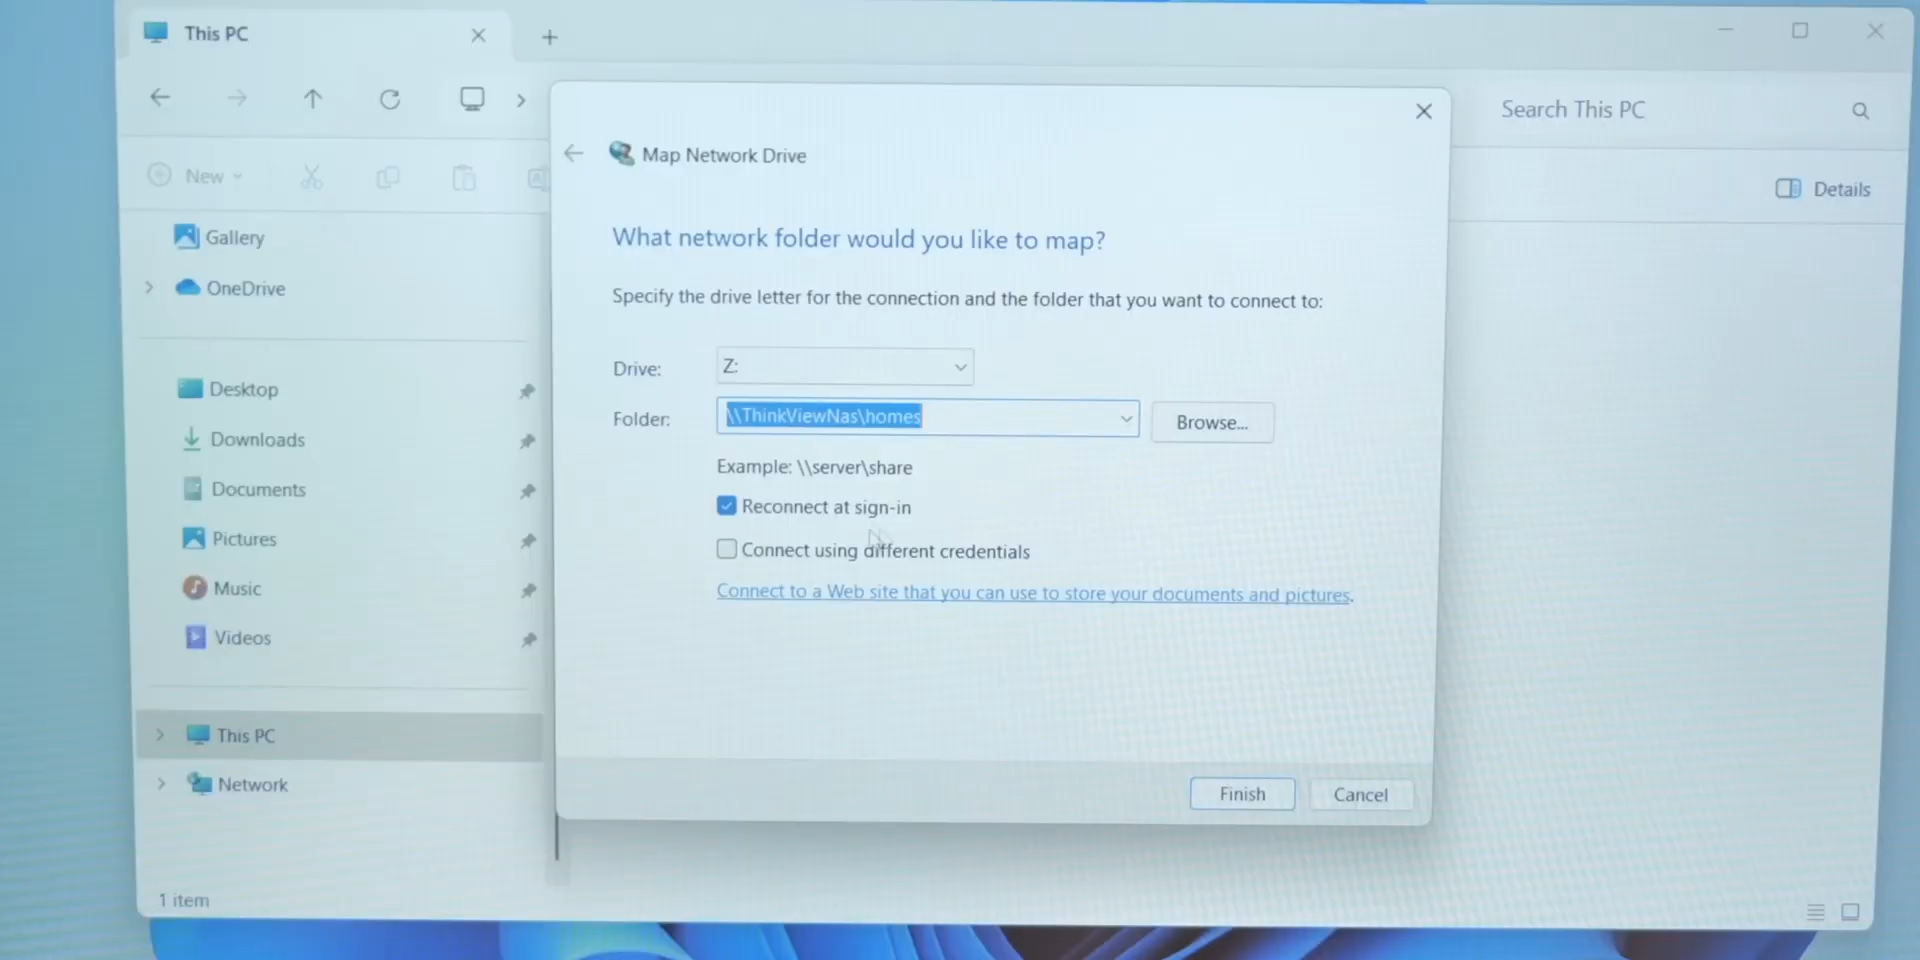 This PC
Search This PC
New
Details
Map Network Drive
What network folder would you like to map?
Specify the drive letter for the connection and the folder that you want to connect to:
Drive: Z:
Folder: \\ThinkViewNas\homes Browse...
Example: \\server\share
Reconnect at sign-in
Connect using different credentials
Connect to a Web site that you can use to store your documents and pictures.
Finish Cancel
Gallery
OneDrive
Desktop
Downloads
Documents
Pictures
Music
Videos
This PC
Network
1 item